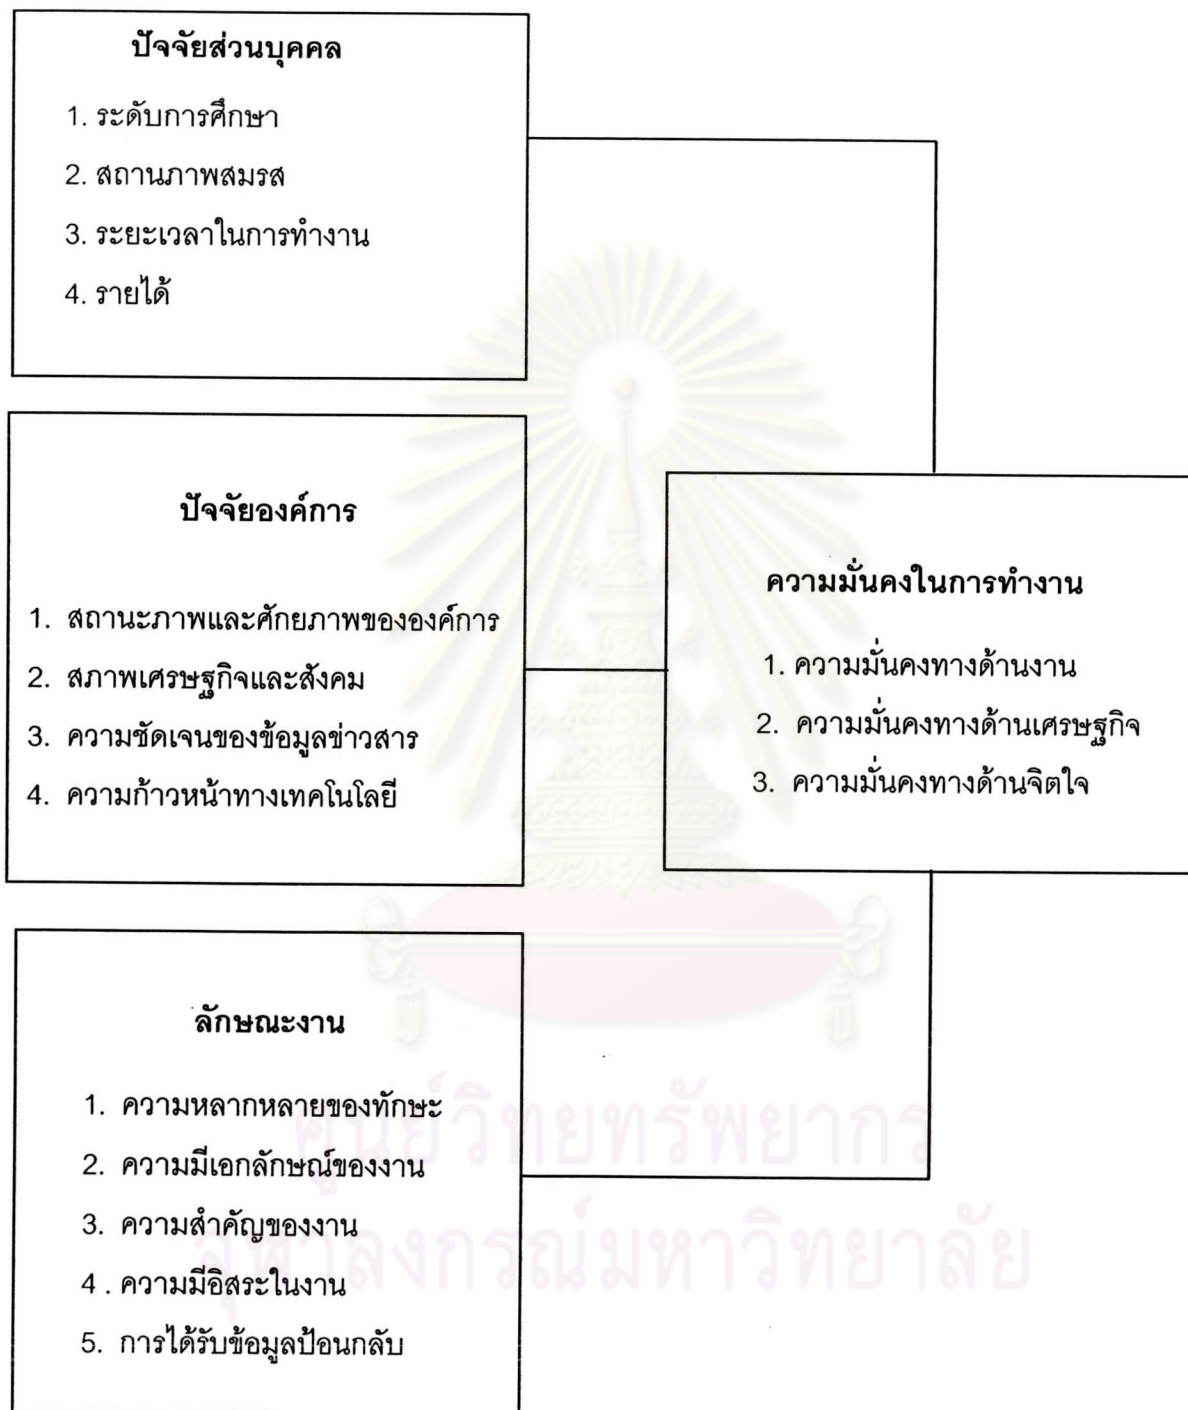 ปัจจัยส่วนบุคคล
1. ระดับการศึกษา
2. สถานภาพสมรส
3. ระยะเวลาในการทำงาน
4. รายได้
ปัจจัยองค์การ
1. สถานะภาพและศักยภาพขององค์การ
2. สภาพเศรษฐกิจและสังคม
3. ความชัดเจนของข้อมูลข่าวสาร
4. ความก้าวหน้าทางเทคโนโลยี
ความมั่นคงในการทำงาน
1. ความมั่นคงทางด้านงาน
2. ความมั่นคงทางด้านเศรษฐกิจ
3. ความมั่นคงทางด้านจิตใจ
ลักษณะงาน
1. ความหลากหลายของทักษะ
2. ความมีเอกลักษณ์ของงาน
3. ความสำคัญของงาน
4 . ความมีอิสระในงาน
5. การได้รับข้อมูลป้อนกลับ
ศูนย์วิทยทรัพยากร
จุฬาลงกรณ์มหาวิทยาลัย